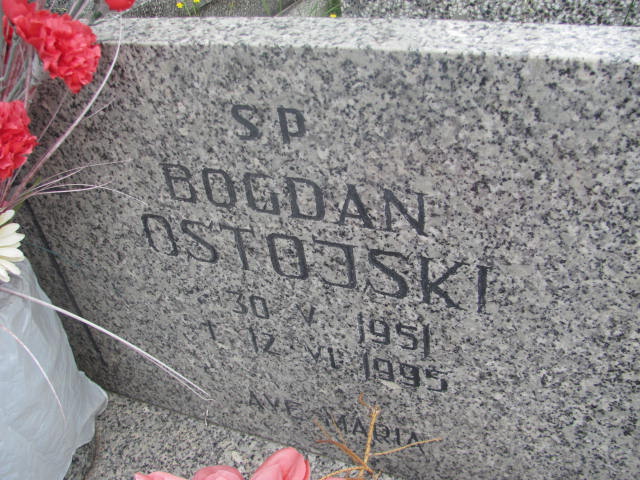 SP
BOGDAN
OSTOJSKI
30 V 1951
† 12 VI 1995
AVE MARIA